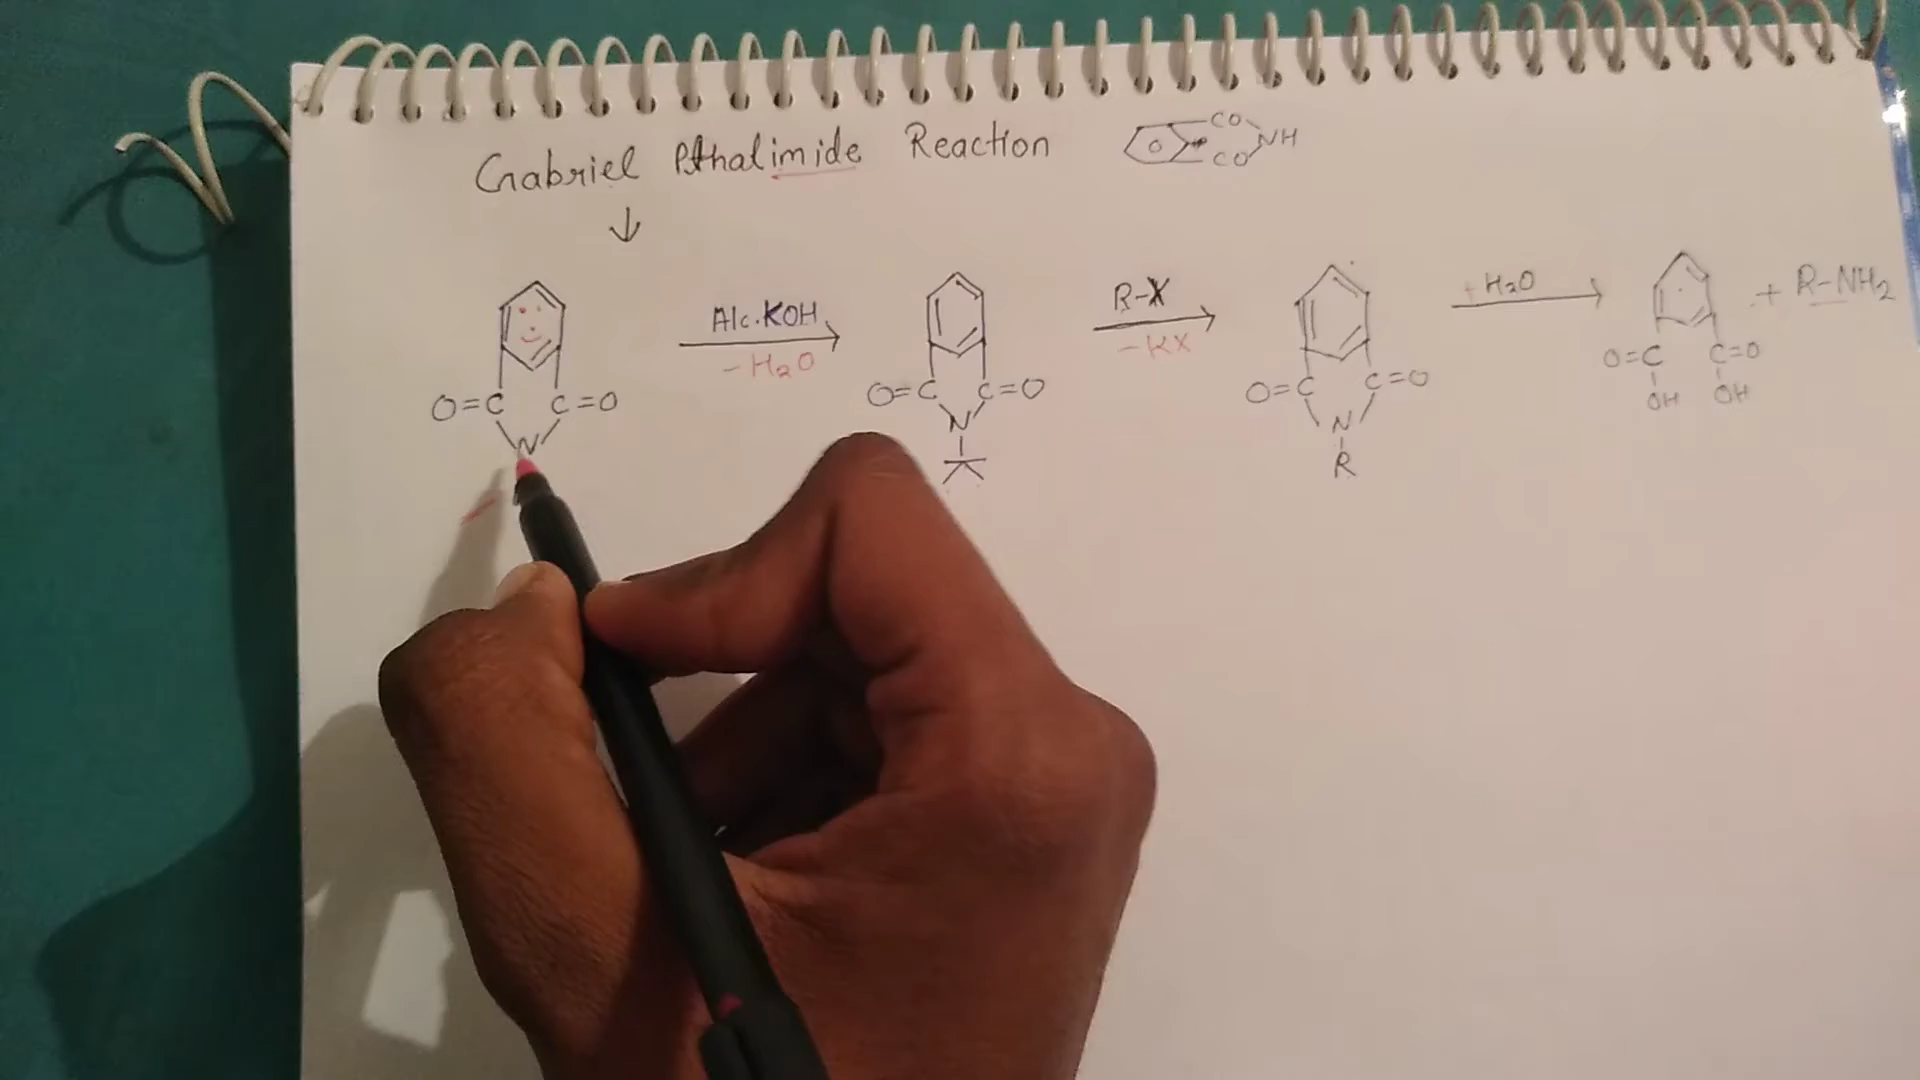 Gabriel Pthalimide Reaction
CO
NH
CO
Alc.KOH
-H2O
R-X
-KX
+H2O
O=C C=O
N
O=C C=O
N
K
O=C C=O
N
R
O=C C=O
OH OH
+ R-NH2